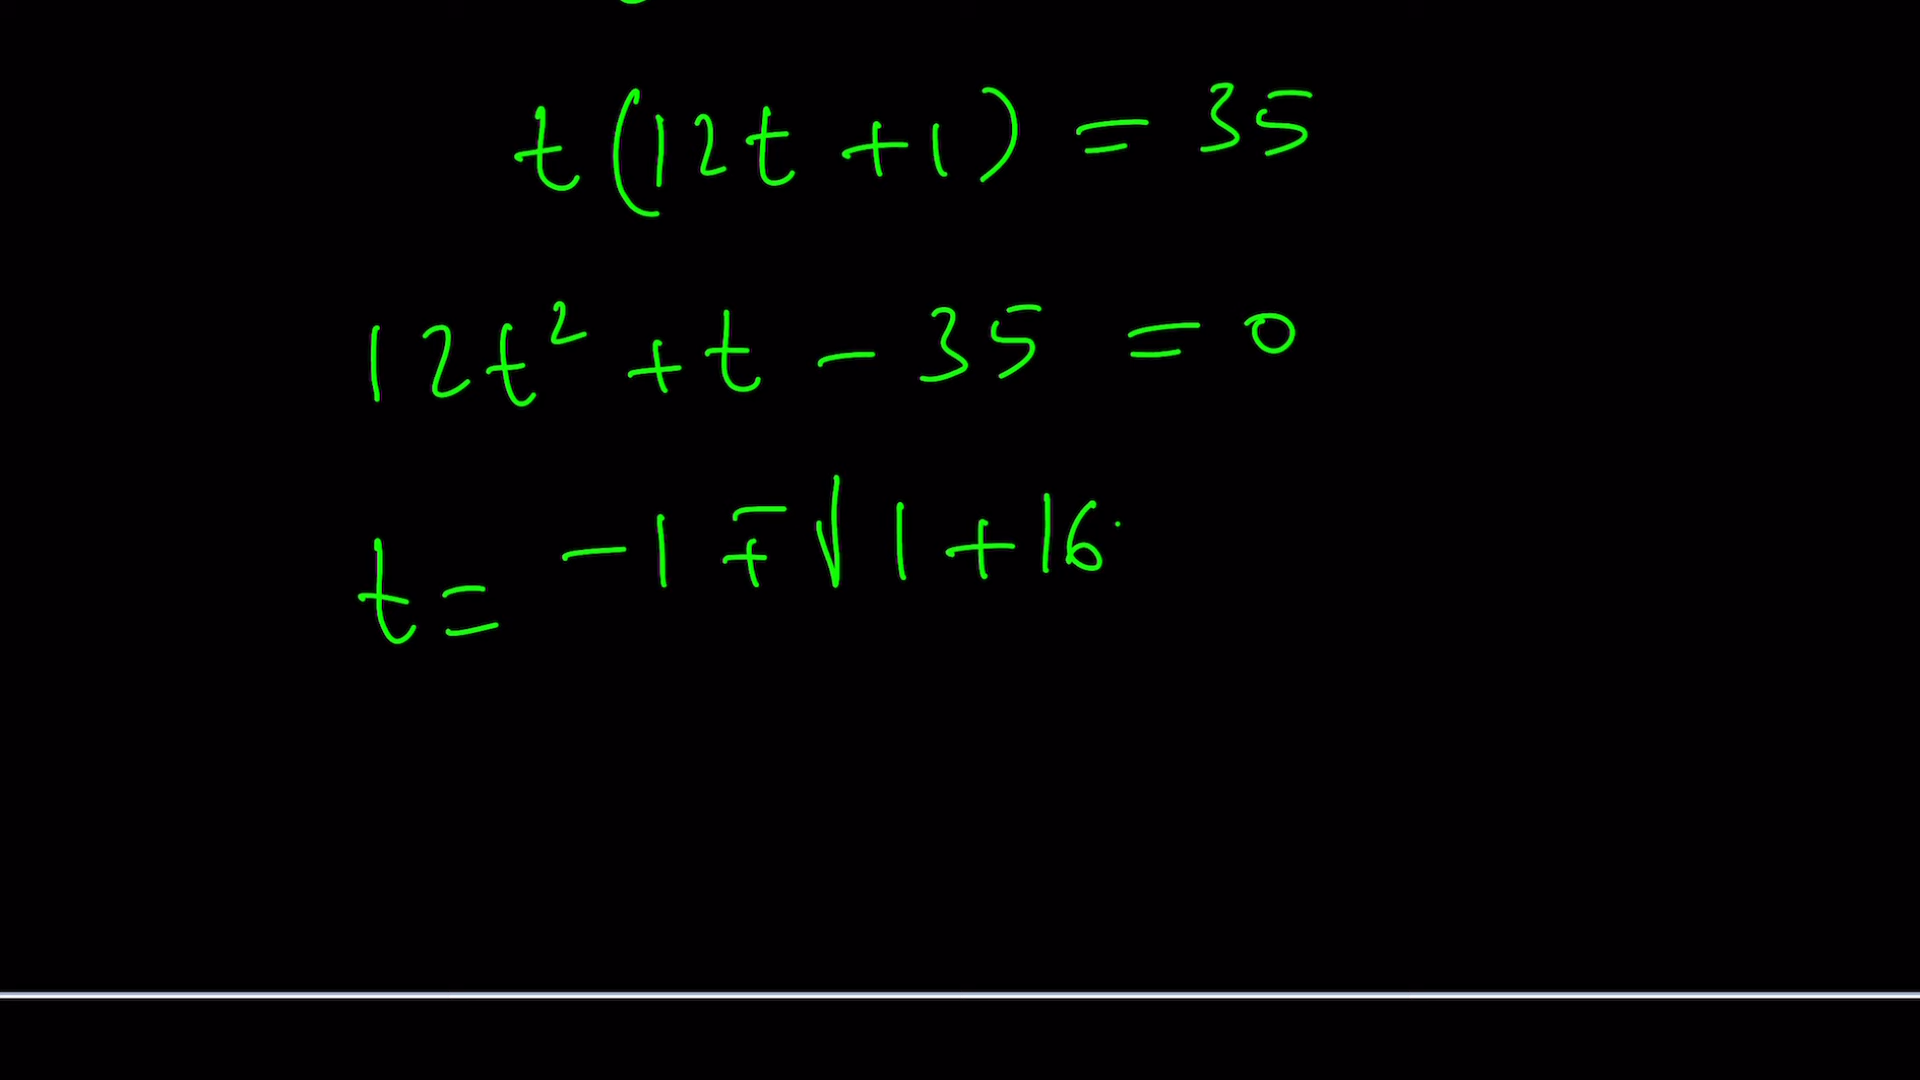 t(12t+1) = 35
12t² + t - 35 = 0
t = -1 ∓ √1+16